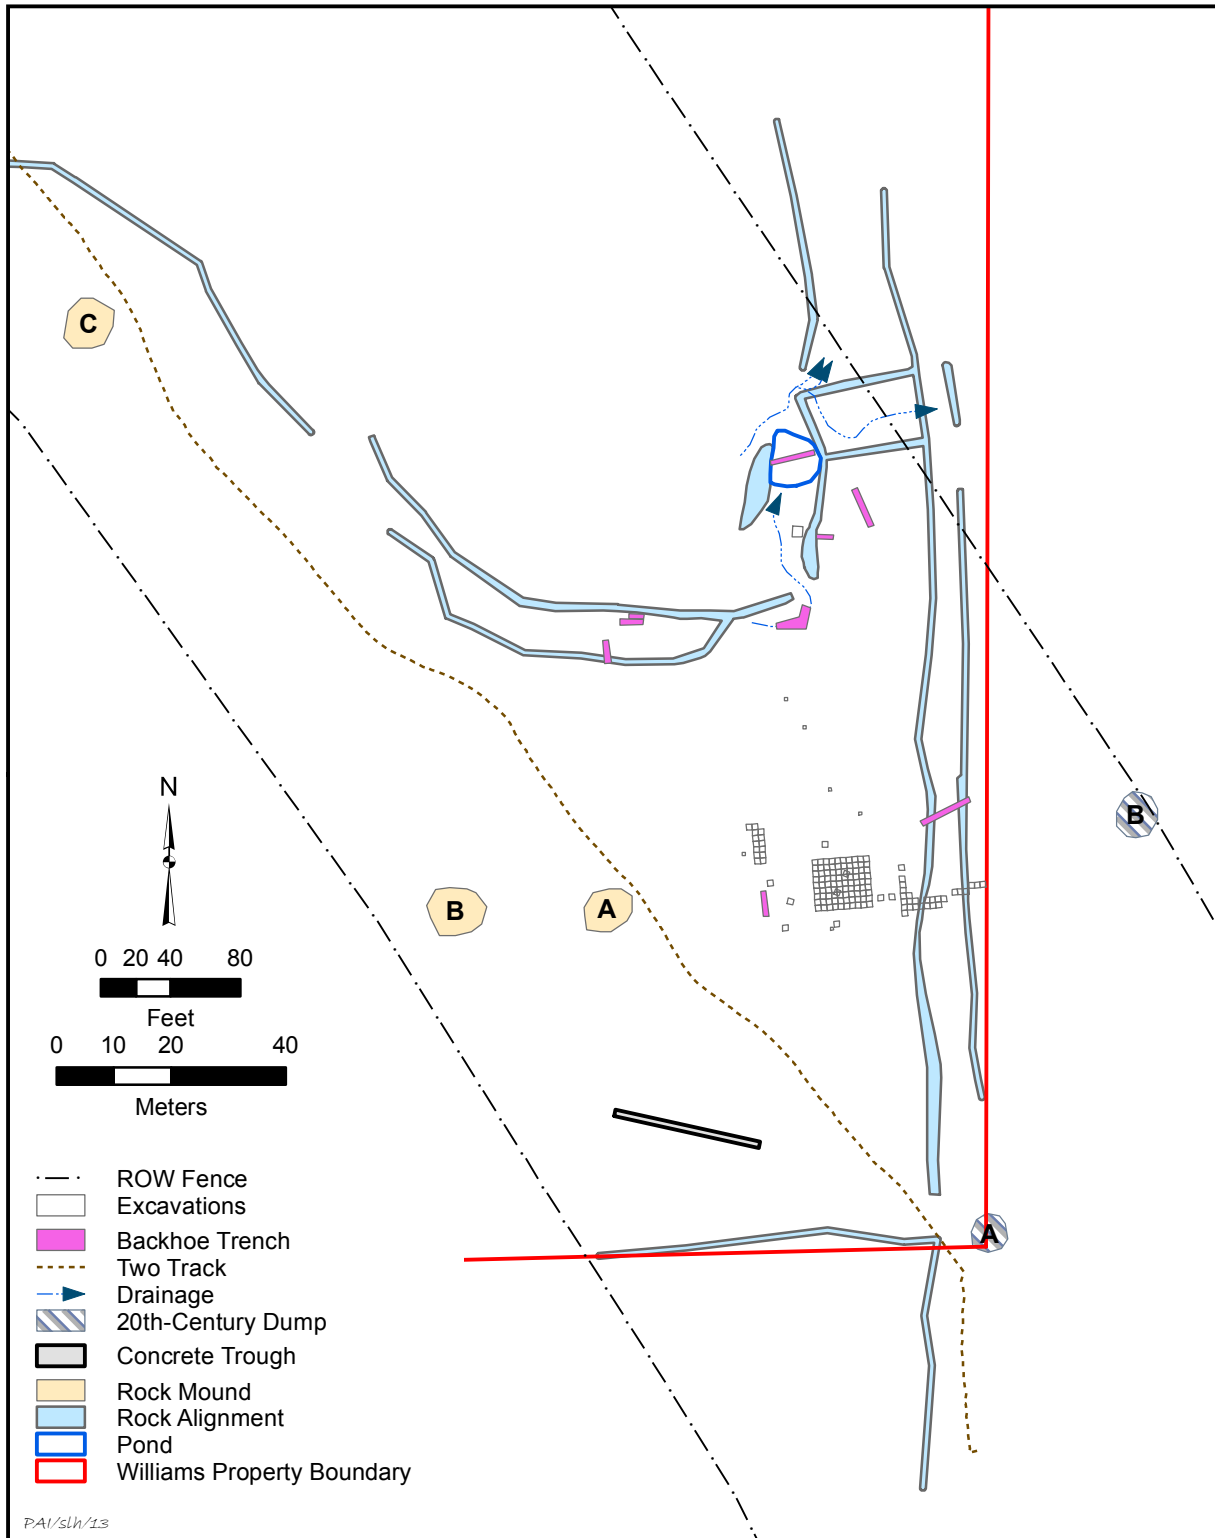 C
B
N
B
A
0 20 40 80
Feet
0 10 20 40
Meters
A
ROW Fence
Excavations
Backhoe Trench
Two Track
Drainage
20th-Century Dump
Concrete Trough
Rock Mound
Rock Alignment
Pond
Williams Property Boundary
PAI/slh/13